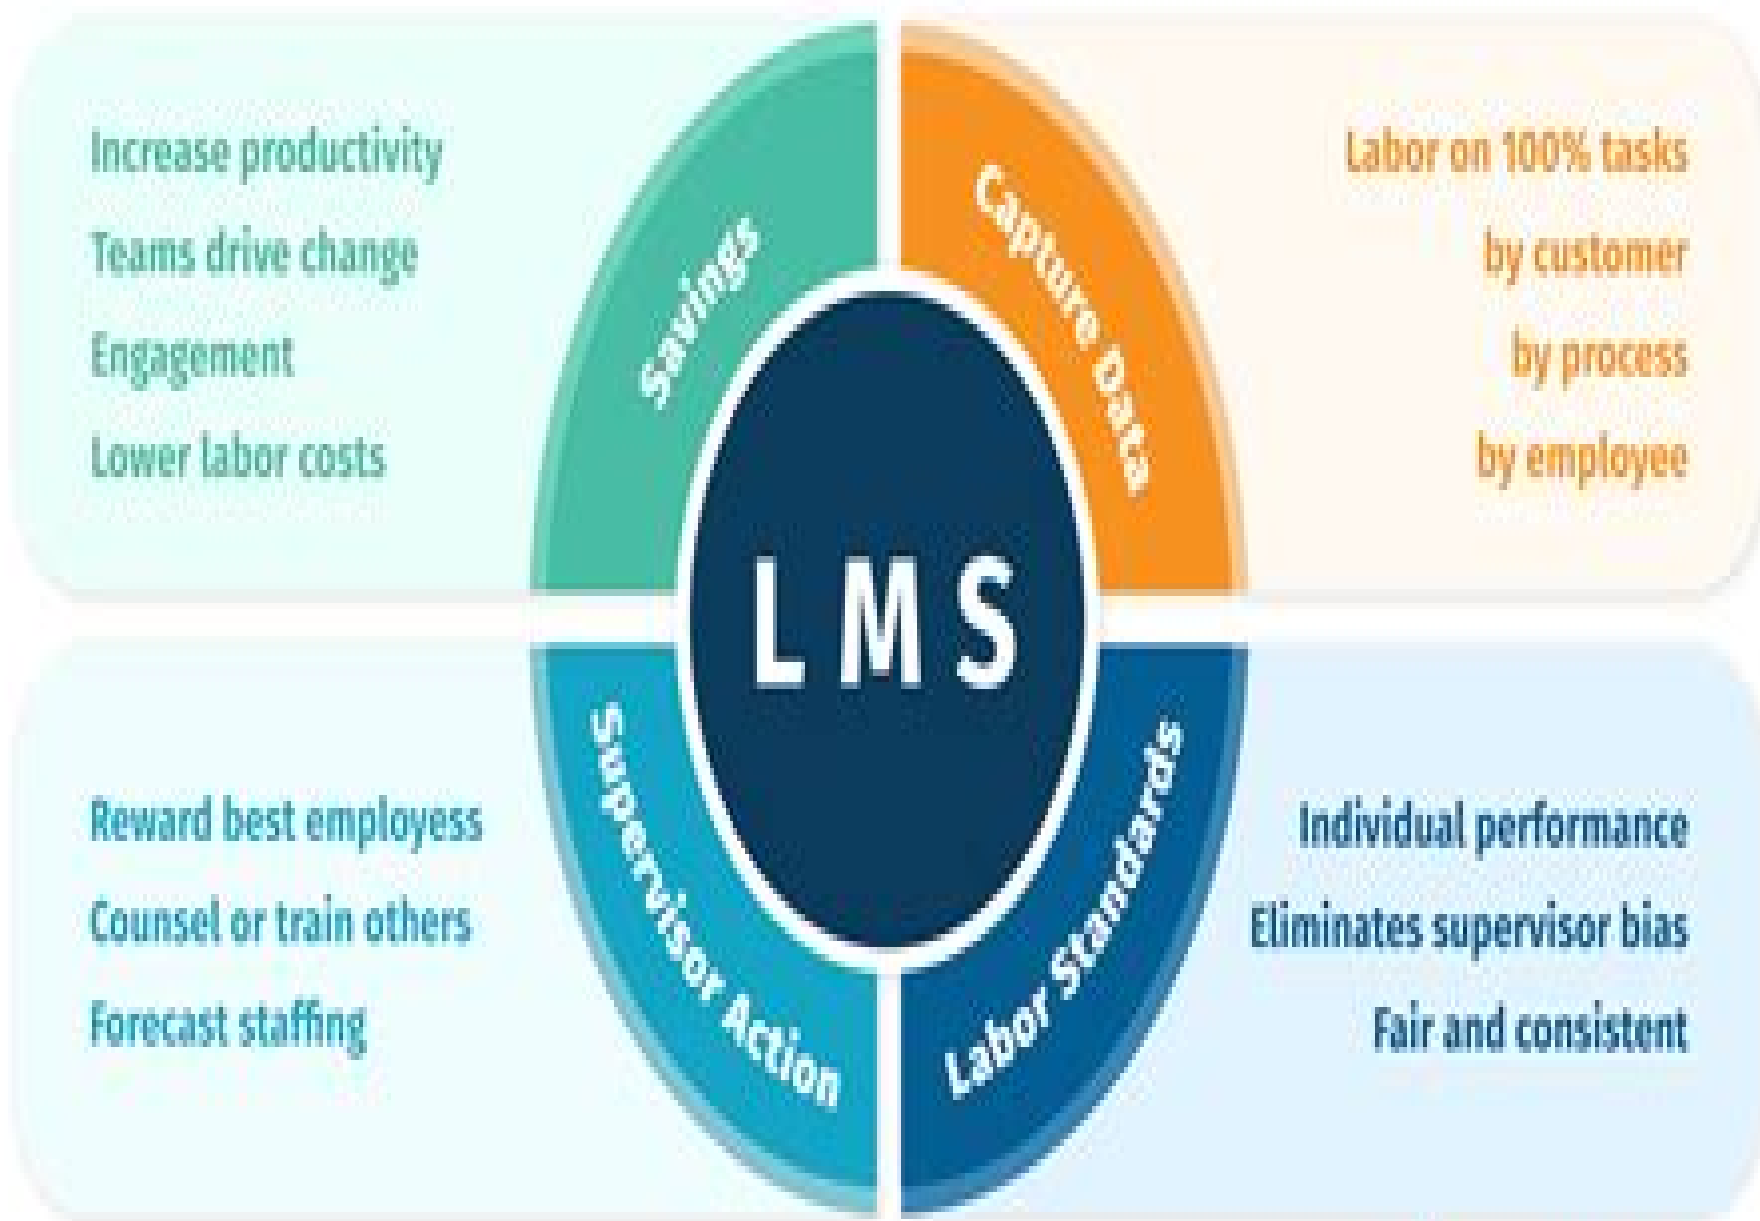 Increase productivity
Teams drive change
Engagement
Lower labor costs
Savings
Capture Data
Labor on 100% tasks
by customer
by process
by employee
LMS
Reward best employess
Counsel or train others
Forecast staffing
Supervisor Action
Labor Standards
Individual performance
Eliminates supervisor bias
Fair and consistent